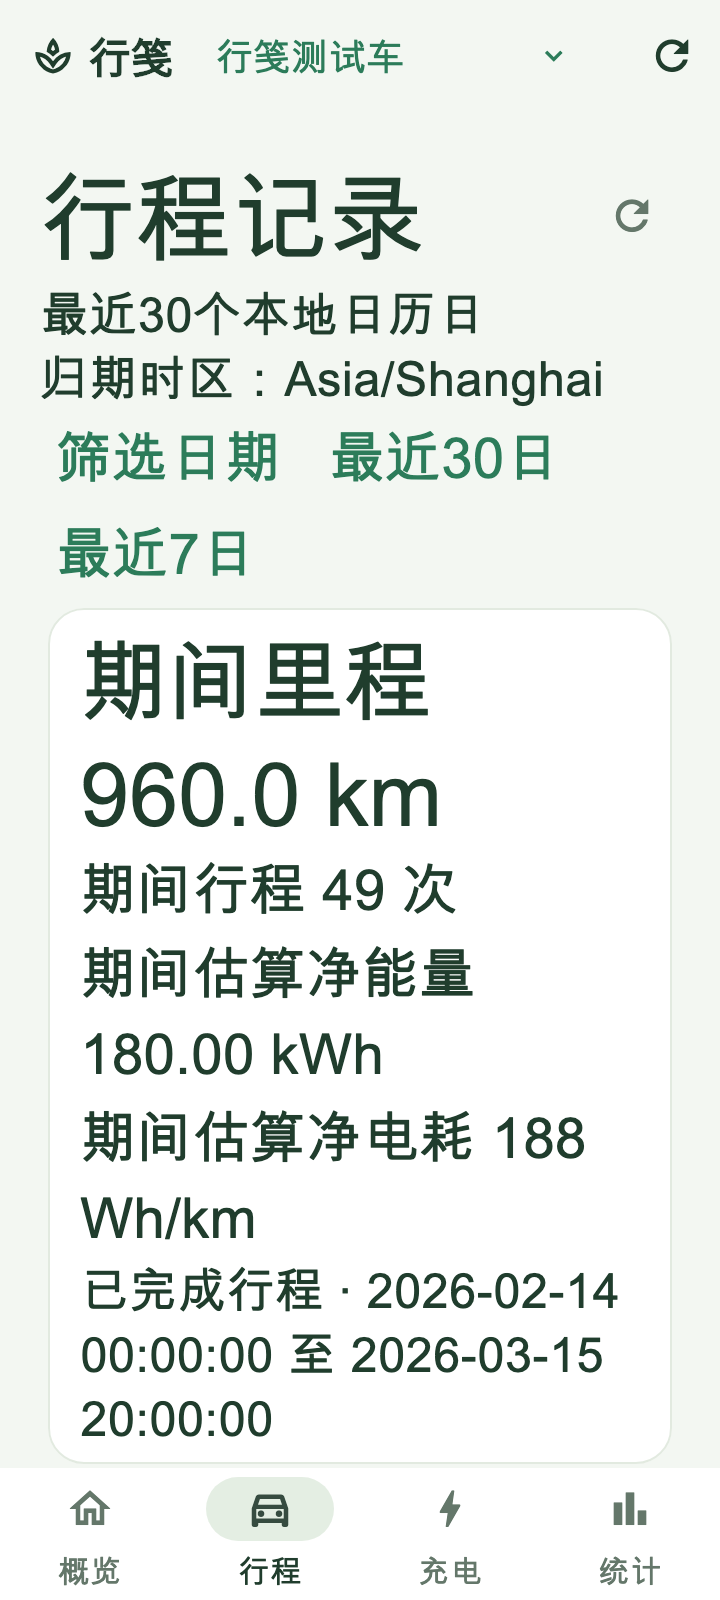 行笺 行笺测试车
行程记录
最近30个本地日历日
归期时区：Asia/Shanghai
筛选日期 最近30日
最近7日
期间里程
960.0 km
期间行程 49 次
期间估算净能量
180.00 kWh
期间估算净电耗 188
Wh/km
已完成行程 · 2026-02-14
00:00:00 至 2026-03-15
20:00:00
概览 行程 充电 统计